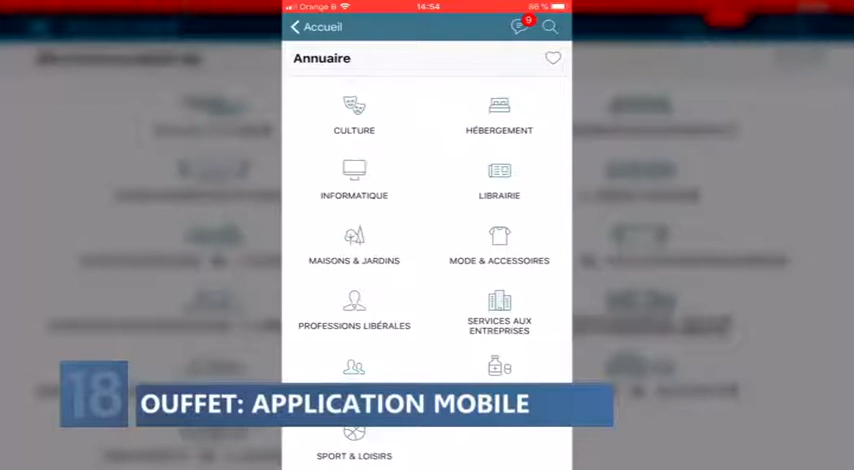 Orange B
14:54
86 %
Accueil
9
Annuaire
CULTURE
HÉBERGEMENT
INFORMATIQUE
LIBRAIRIE
MAISONS & JARDINS
MODE & ACCESSOIRES
PROFESSIONS LIBÉRALES
SERVICES AUX
ENTREPRISES
18
OUFFET: APPLICATION MOBILE
SPORT & LOISIRS